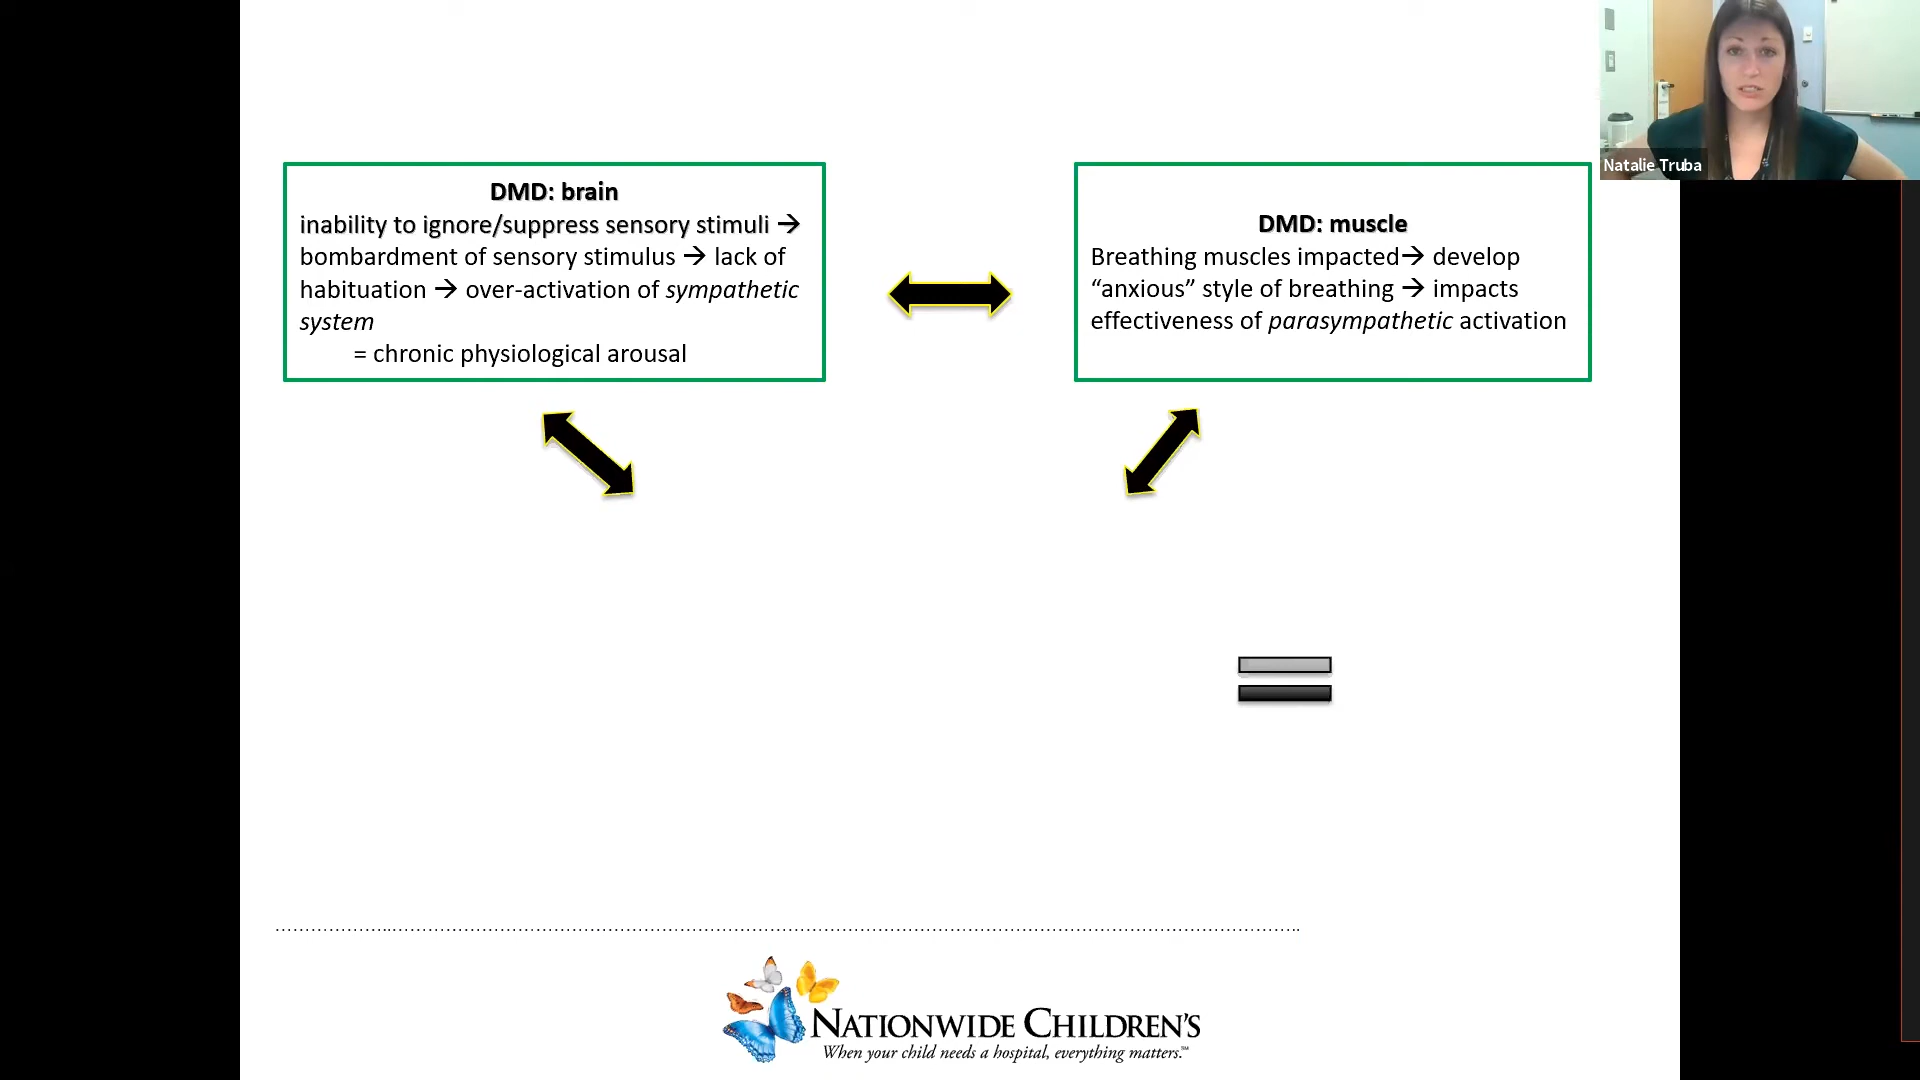 Natalie Truba
DMD: brain
inability to ignore/suppress sensory stimuli →
bombardment of sensory stimulus → lack of
habituation → over-activation of sympathetic
system
= chronic physiological arousal
DMD: muscle
Breathing muscles impacted→ develop
“anxious” style of breathing → impacts
effectiveness of parasympathetic activation
NATIONWIDE CHILDREN'S
When your child needs a hospital, everything matters.℠